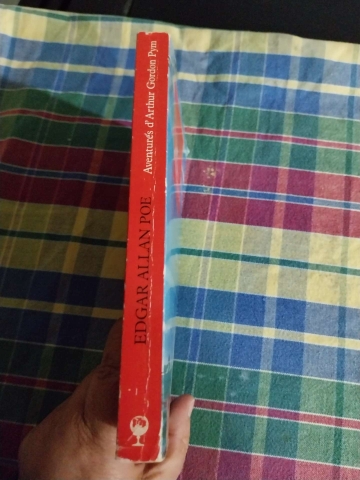 EDGAR ALLAN POE
Aventures d'Arthur Gordon Pym